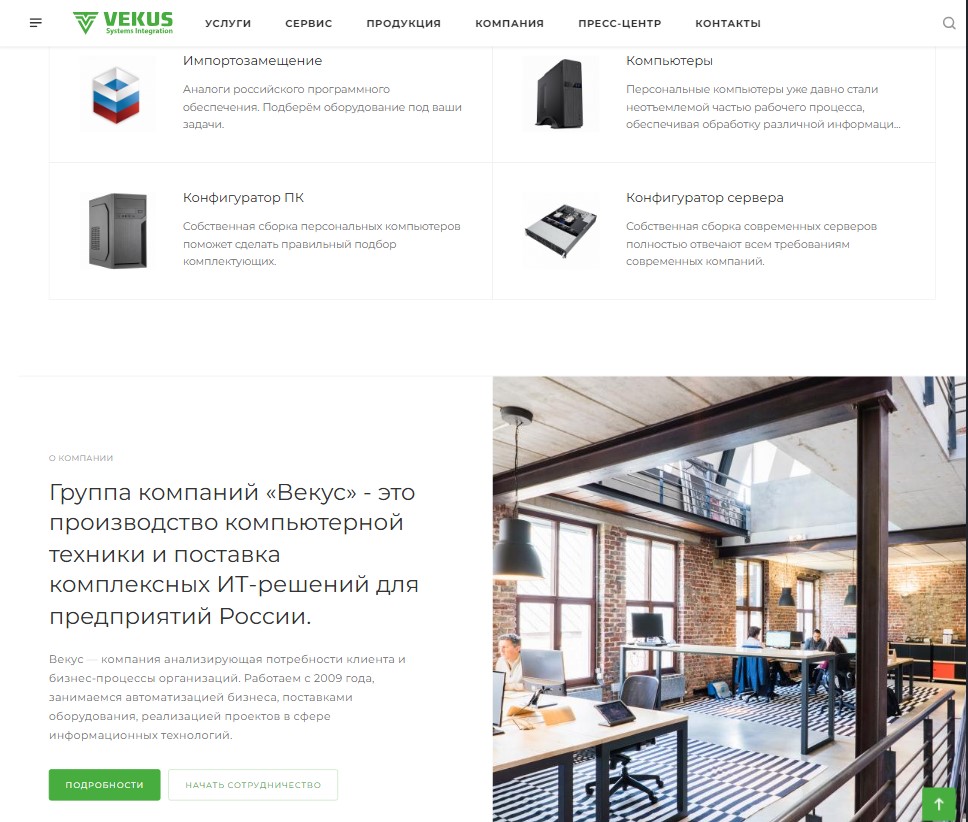 VEKUS
Systems Integration
УСЛУГИ
СЕРВИС
ПРОДУКЦИЯ
КОМПАНИЯ
ПРЕСС-ЦЕНТР
КОНТАКТЫ
Импортозамещение
Аналоги российского программного
обеспечения. Подберём оборудование под ваши
задачи.
Компьютеры
Персональные компьютеры уже давно стали
неотъемлемой частью рабочего процесса,
обеспечивая обработку различной информаци...
Конфигуратор ПК
Собственная сборка персональных компьютеров
поможет сделать правильный подбор
комплектующих.
Конфигуратор сервера
Собственная сборка современных серверов
полностью отвечают всем требованиям
современных компаний.
О КОМПАНИИ
Группа компаний «Векус» - это
производство компьютерной
техники и поставка
комплексных ИТ-решений для
предприятий России.
Векус — компания анализирующая потребности клиента и
бизнес-процессы организаций. Работаем с 2009 года,
занимаемся автоматизацией бизнеса, поставками
оборудования, реализацией проектов в сфере
информационных технологий.
ПОДРОБНОСТИ
НАЧАТЬ СОТРУДНИЧЕСТВО